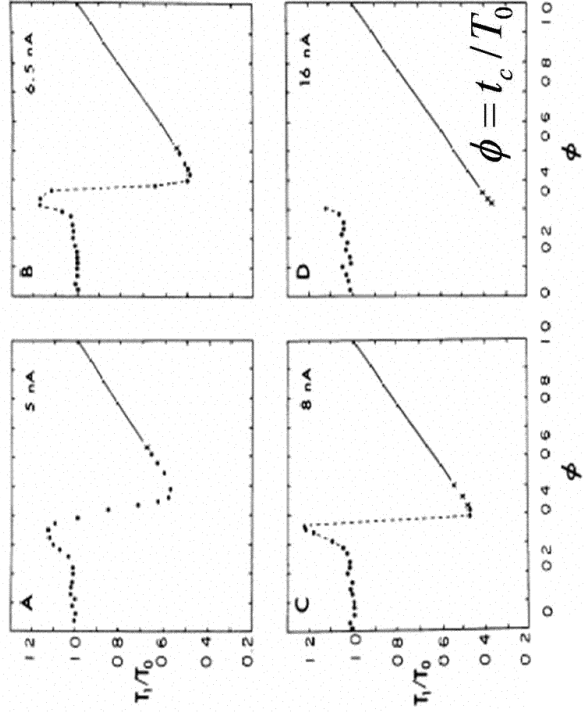 A
5 nA
B
6.5 nA
T₁/T₀
1 2
1 0
0 8
0 6
0 4
0 2
C
8 nA
D
16 nA
ϕ = t_c / T₀
T₁/T₀
1 2
1 0
0 8
0 6
0 4
0 2
0 0 2 0 4 0 6 0 8 1 0
0 0 2 0 4 0 6 0 8 1 0
ϕ
ϕ